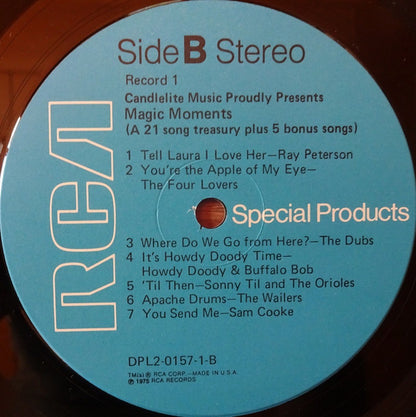 Side B Stereo
Record 1
Candlelite Music Proudly Presents
Magic Moments
(A 21 song treasury plus 5 bonus songs)
1 Tell Laura I Love Her—Ray Peterson
2 You're the Apple of My Eye—
The Four Lovers
RCA
Special Products
3 Where Do We Go from Here?—The Dubs
4 It's Howdy Doody Time—
Howdy Doody & Buffalo Bob
5 'Til Then—Sonny Til and The Orioles
6 Apache Drums—The Wailers
7 You Send Me—Sam Cooke
DPL2-0157-1-B
TM(s) ® RCA CORP.—MADE IN U.S.A.
℗ 1975 RCA RECORDS